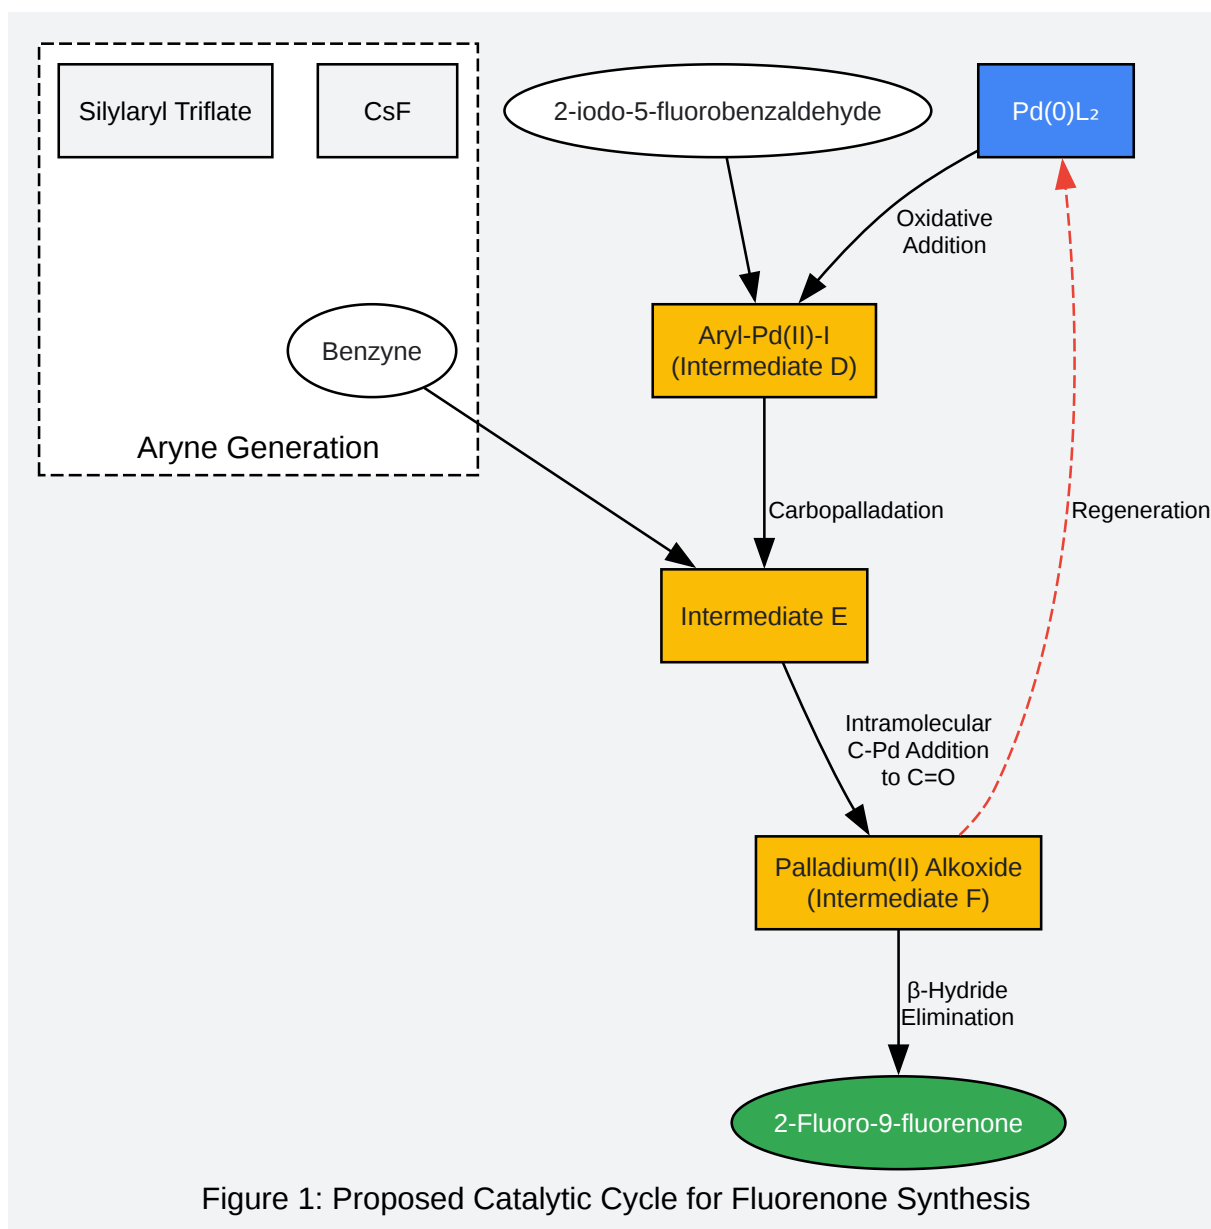 Silylaryl Triflate
CsF
2-iodo-5-fluorobenzaldehyde
Pd(0)L₂
Oxidative
Addition
Benzyne
Aryl-Pd(II)-I
(Intermediate D)
Aryne Generation
Carbopalladation
Regeneration
Intermediate E
Intramolecular
C-Pd Addition
to C=O
Palladium(II) Alkoxide
(Intermediate F)
β-Hydride
Elimination
2-Fluoro-9-fluorenone
Figure 1: Proposed Catalytic Cycle for Fluorenone Synthesis